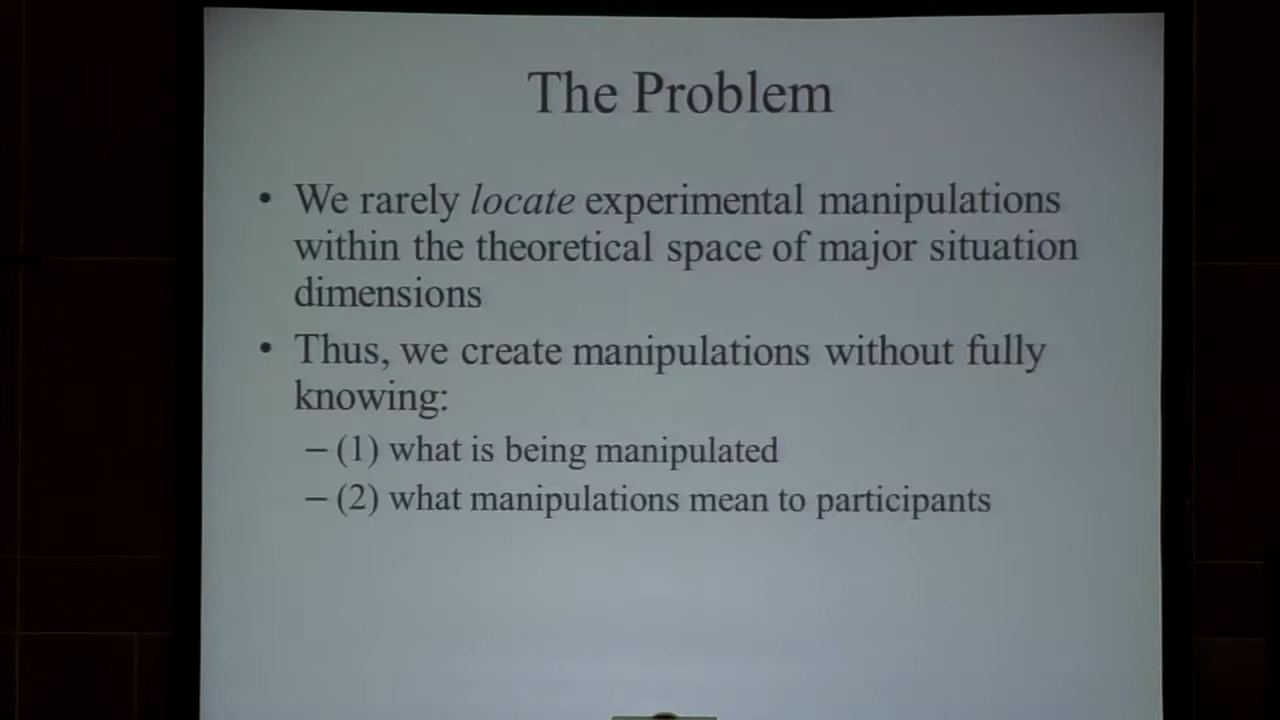 The Problem
• We rarely locate experimental manipulations
within the theoretical space of major situation
dimensions
• Thus, we create manipulations without fully
knowing:
– (1) what is being manipulated
– (2) what manipulations mean to participants